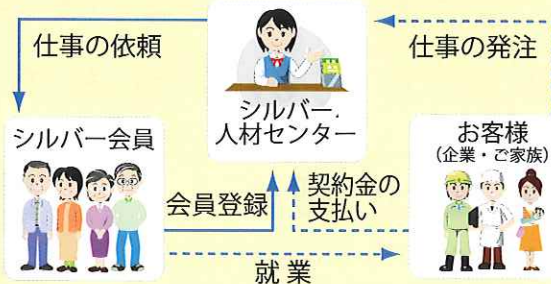 仕事の依頼
仕事の発注
シルバー
人材センター
シルバー会員
お客様
(企業・ご家族)
会員登録
契約金の
支払い
就業